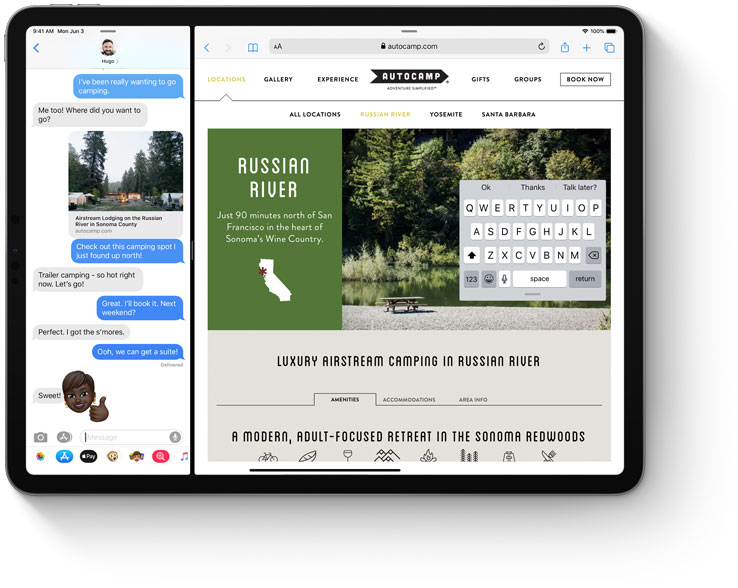 9:41 AM Mon Jun 3
100%
Hugo
I've been really wanting to go
camping.
Me too! Where did you want to
go?
Airstream Lodging on the Russian
River in Sonoma County
autocamp.com
Check out this camping spot I
just found up north!
Trailer camping - so hot right
now. Let's go!
Great. I'll book it. Next
weekend?
Perfect. I got the s'mores.
Ooh, we can get a suite!
Delivered
Sweet!
iMessage
Pay
AA
autocamp.com
LOCATIONS GALLERY EXPERIENCE AUTOCAMP GIFTS GROUPS BOOK NOW
ADVENTURE SIMPLIFIED™
ALL LOCATIONS RUSSIAN RIVER YOSEMITE SANTA BARBARA
RUSSIAN
RIVER
Just 90 minutes north of San
Francisco in the heart of
Sonoma's Wine Country.
Ok Thanks Talk later?
Q W E R T Y U I O P
A S D F G H J K L
Z X C V B N M
123 space return
LUXURY AIRSTREAM CAMPING IN RUSSIAN RIVER
AMENITIES ACCOMMODATIONS AREA INFO
A MODERN, ADULT-FOCUSED RETREAT IN THE SONOMA REDWOODS